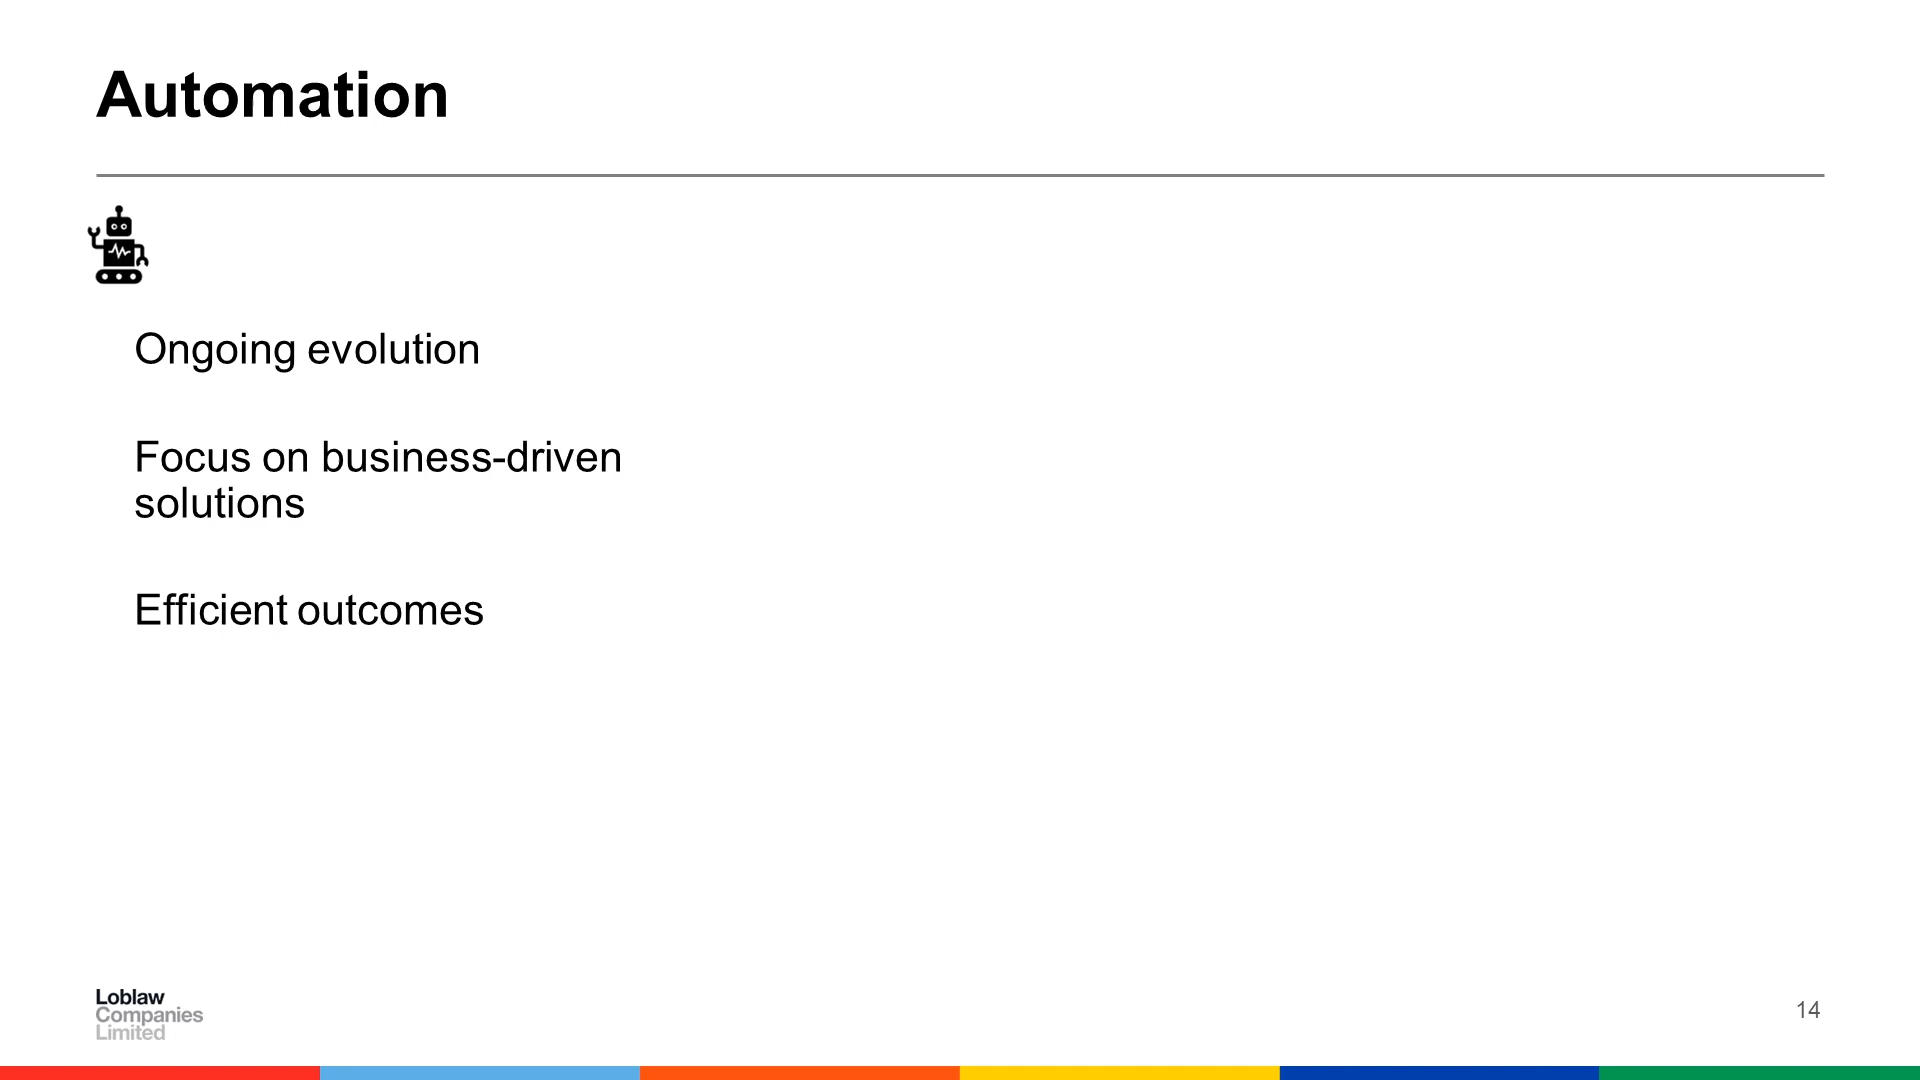 Automation
Ongoing evolution
Focus on business-driven
solutions
Efficient outcomes
Loblaw
Companies
Limited
14